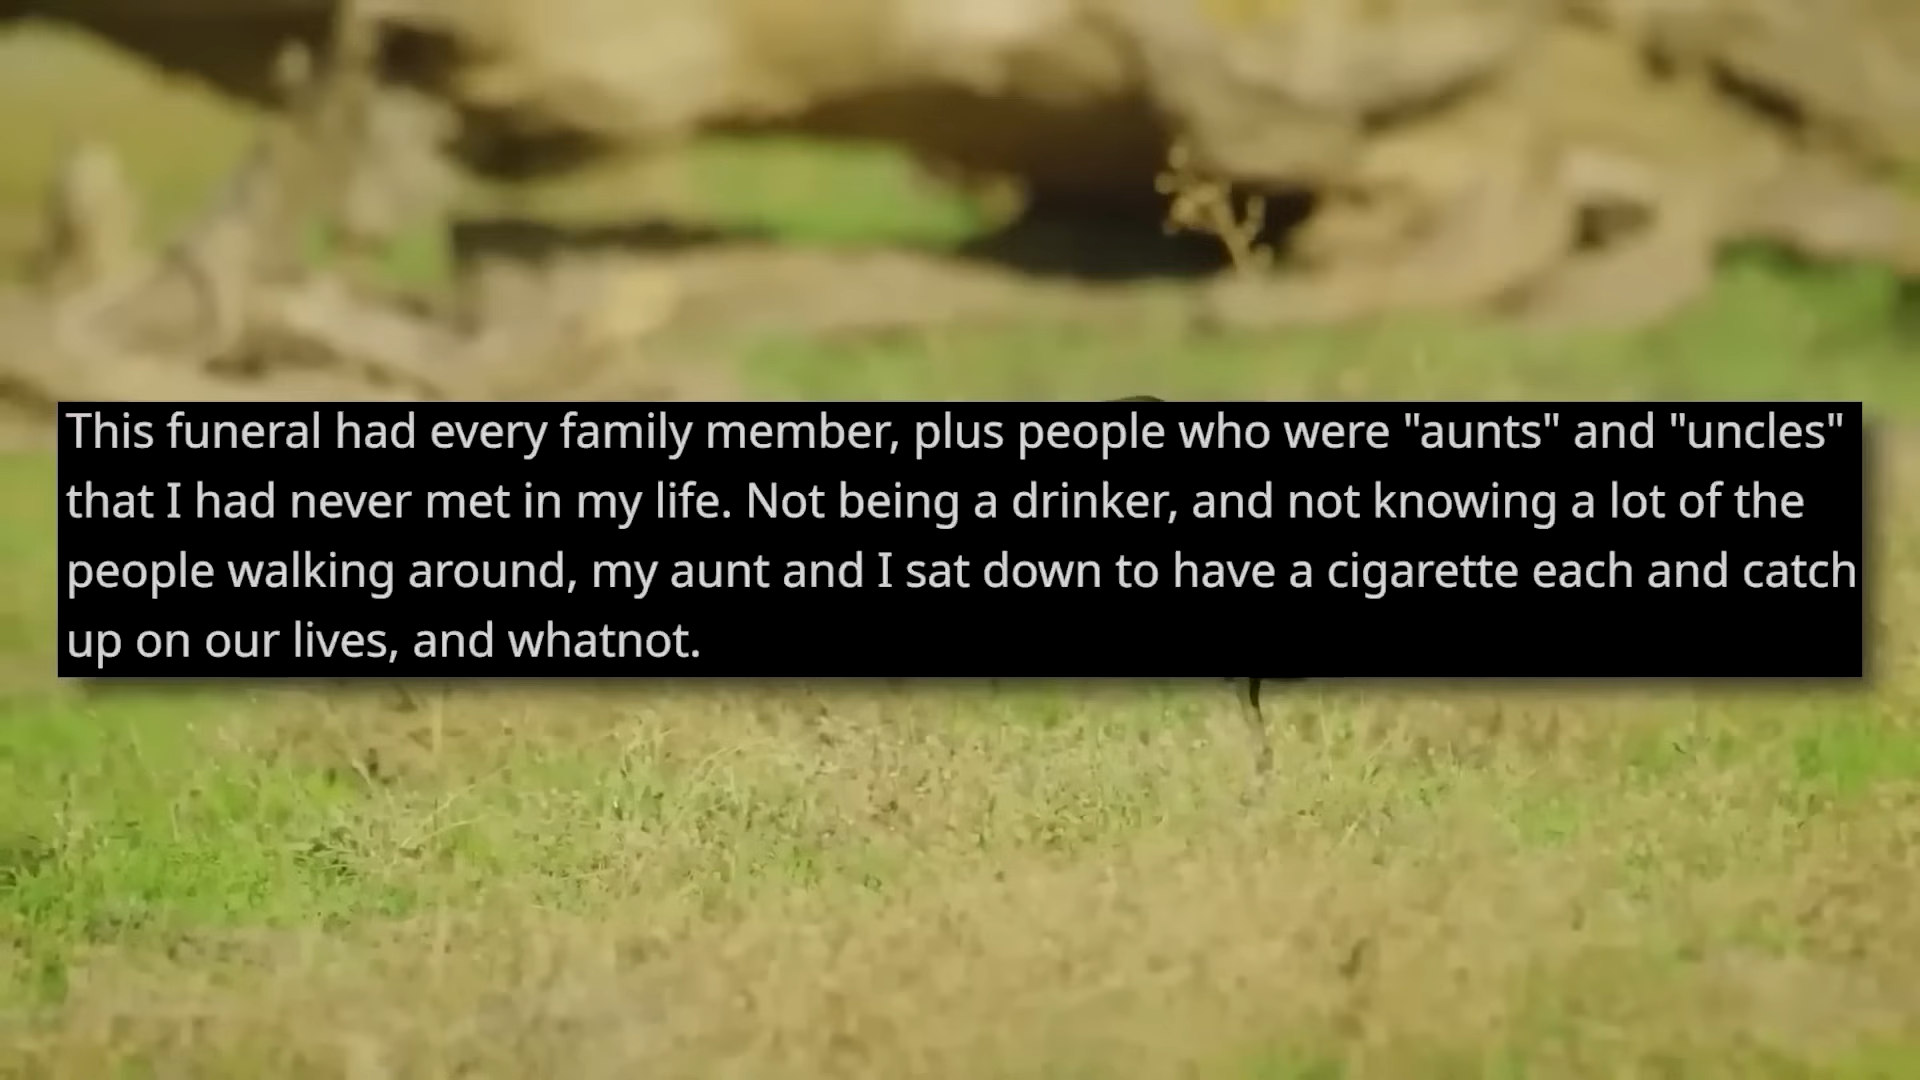 This funeral had every family member, plus people who were "aunts" and "uncles"
that I had never met in my life. Not being a drinker, and not knowing a lot of the
people walking around, my aunt and I sat down to have a cigarette each and catch
up on our lives, and whatnot.